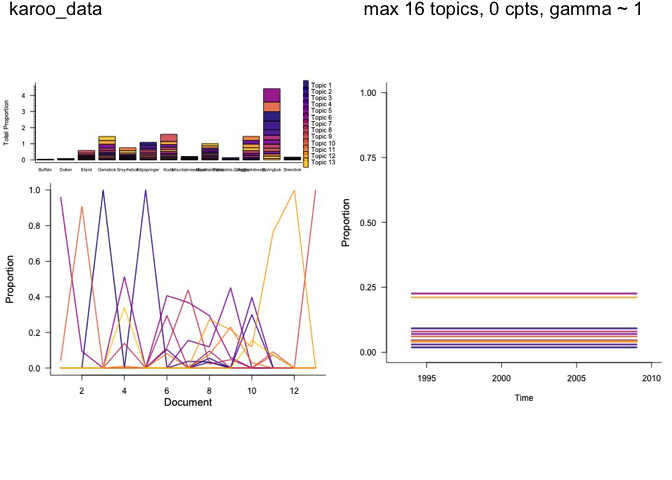 karoo_data
max 16 topics, 0 cpts, gamma ~ 1
Total Proportion
4
3
2
1
0
Topic 1
Topic 2
Topic 3
Topic 4
Topic 5
Topic 6
Topic 7
Topic 8
Topic 9
Topic 10
Topic 11
Topic 12
Topic 13
Buffalo
Duiker
Eland
Gemsbok
Springbok
Steenbok
Proportion
1.0
0.8
0.6
0.4
0.2
0.0
2
4
6
8
10
12
Document
Proportion
1.00
0.75
0.50
0.25
0.00
1995
2000
2005
2010
Time